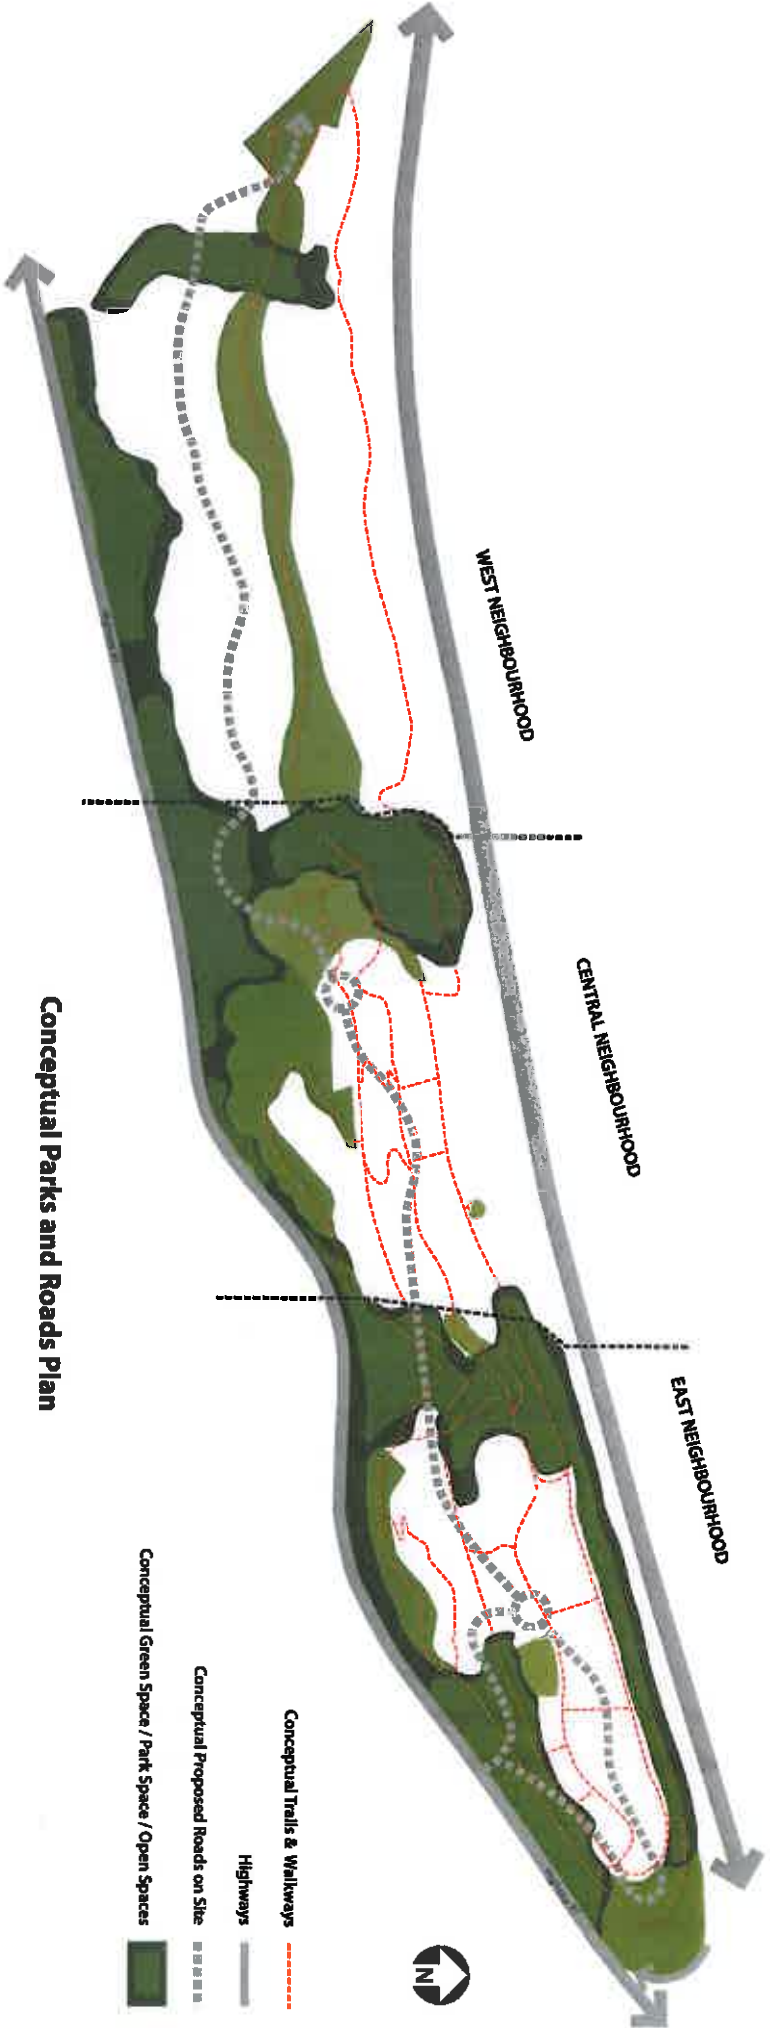 WEST NEIGHBOURHOOD
CENTRAL NEIGHBOURHOOD
EAST NEIGHBOURHOOD
Conceptual Parks and Roads Plan
Conceptual Trails & Walkways
Highways
Conceptual Proposed Roads on Site
Conceptual Green Space / Park Space / Open Spaces
N